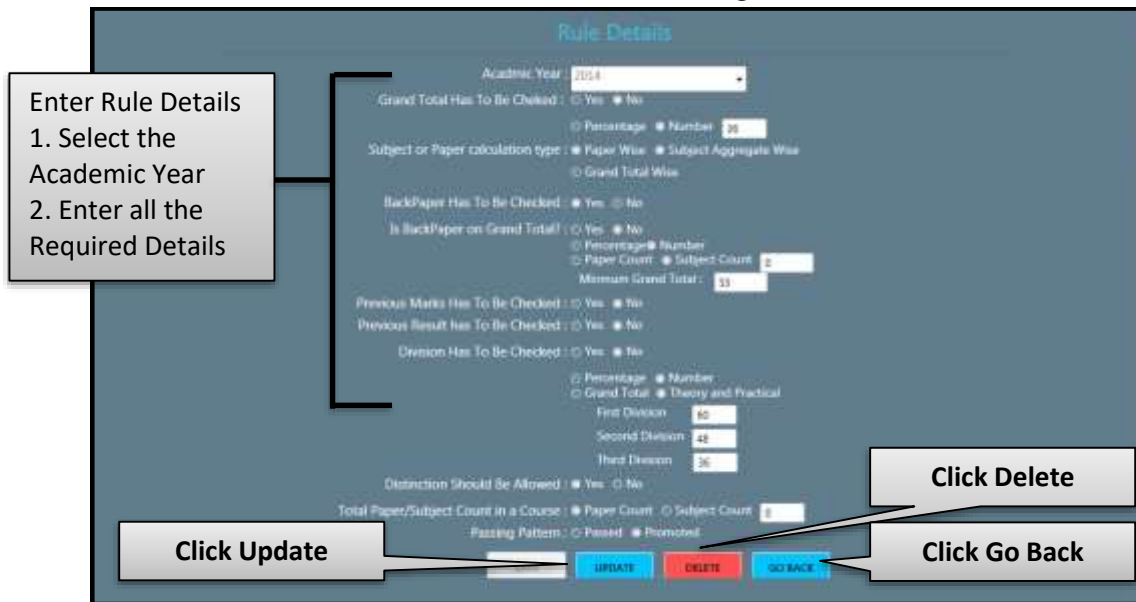 Rule Details
Acadmic Year : 2014
Grand Total Has To Be Cheked : Yes No
Percentage Number 36
Subject or Paper calculation type : Paper Wise Subject Aggregate Wise
Grand Total Wise
BackPaper Has To Be Checked : Yes No
Is BackPaper on Grand Total? : Yes No
Percentage Number
Paper Count Subject Count 2
Minimum Grand Total : 33
Previous Marks Has To Be Checked : Yes No
Previous Result has To Be Checked : Yes No
Division Has To Be Checked : Yes No
Percentage Number
Grand Total Theory and Practical
First Division 60
Second Division 48
Third Division 36
Distinction Should Be Allowed : Yes No
Total Paper/Subject Count in a Course : Paper Count Subject Count
Passing Pattern : Passed Promoted
UPDATE DELETE GO BACK
Enter Rule Details
1. Select the
Academic Year
2. Enter all the
Required Details
Click Delete
Click Update
Click Go Back